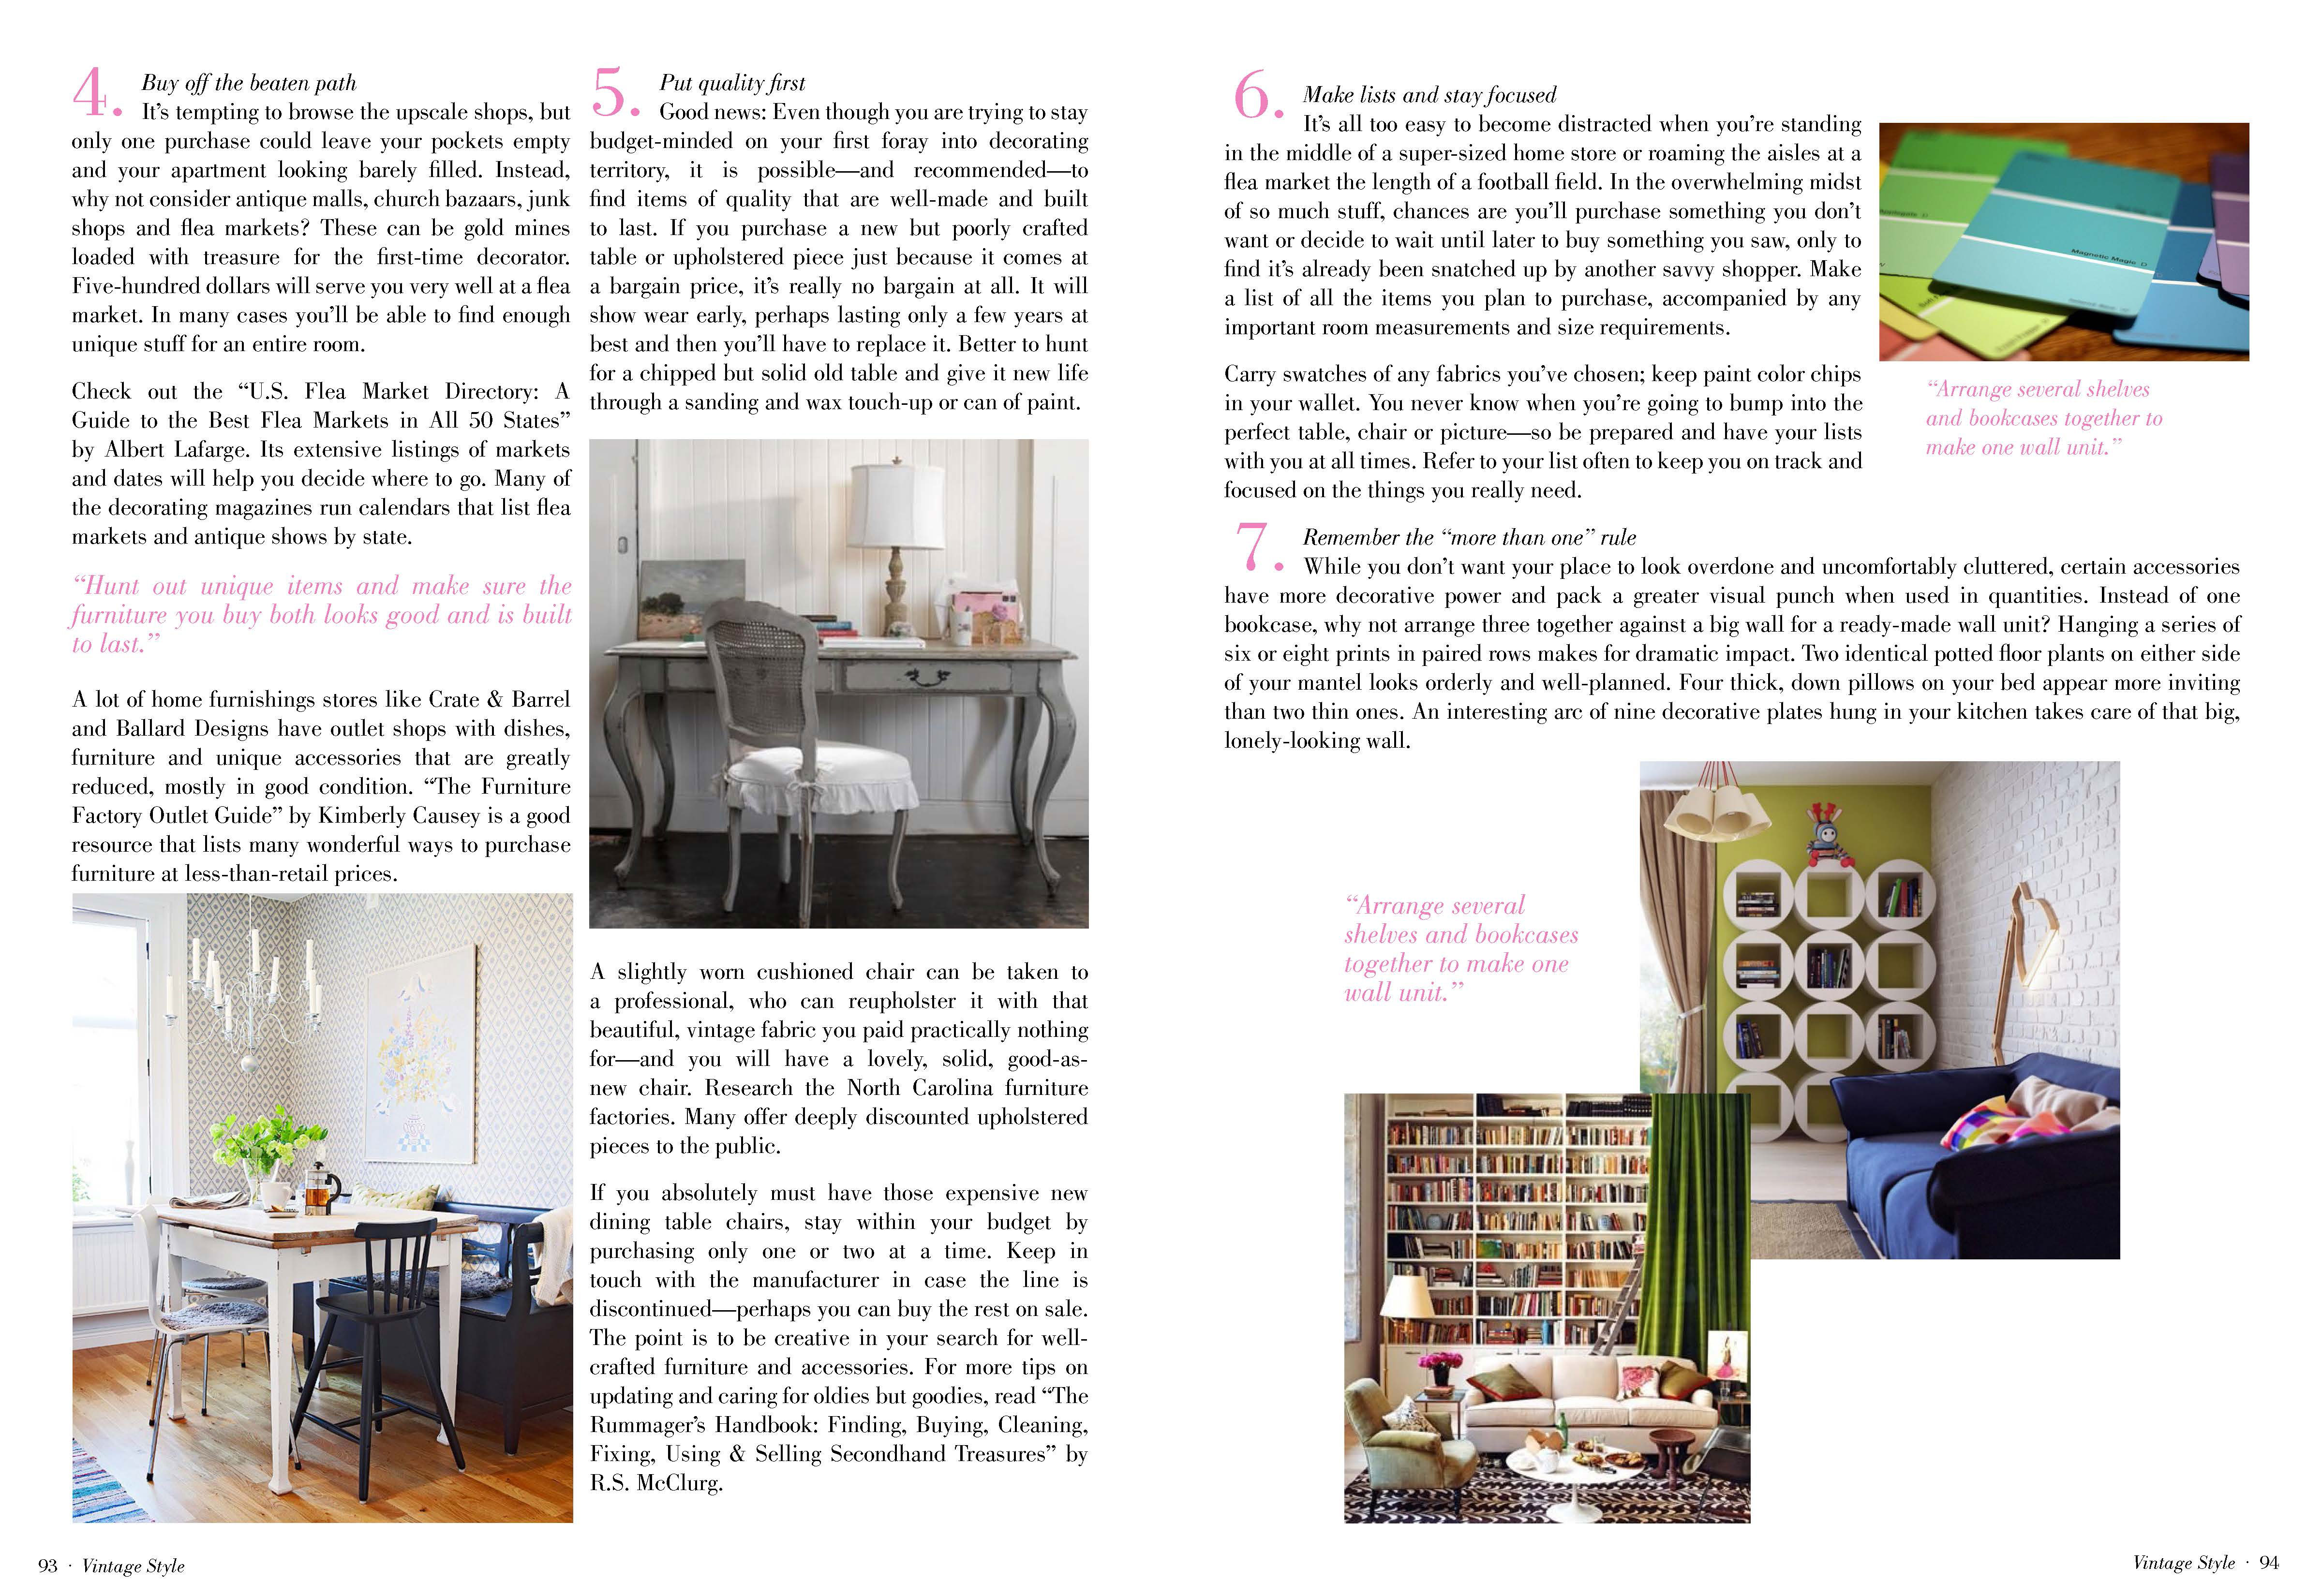 4. Buy off the beaten path
It’s tempting to browse the upscale shops, but
only one purchase could leave your pockets empty
and your apartment looking barely filled. Instead,
why not consider antique malls, church bazaars, junk
shops and flea markets? These can be gold mines
loaded with treasure for the first-time decorator.
Five-hundred dollars will serve you very well at a flea
market. In many cases you’ll be able to find enough
unique stuff for an entire room.
Check out the “U.S. Flea Market Directory: A
Guide to the Best Flea Markets in All 50 States”
by Albert Lafarge. Its extensive listings of markets
and dates will help you decide where to go. Many of
the decorating magazines run calendars that list flea
markets and antique shows by state.
“Hunt out unique items and make sure the
furniture you buy both looks good and is built
to last.”
A lot of home furnishings stores like Crate & Barrel
and Ballard Designs have outlet shops with dishes,
furniture and unique accessories that are greatly
reduced, mostly in good condition. “The Furniture
Factory Outlet Guide” by Kimberly Causey is a good
resource that lists many wonderful ways to purchase
furniture at less-than-retail prices.
5. Put quality first
Good news: Even though you are trying to stay
budget-minded on your first foray into decorating
territory, it is possible—and recommended—to
find items of quality that are well-made and built
to last. If you purchase a new but poorly crafted
table or upholstered piece just because it comes at
a bargain price, it’s really no bargain at all. It will
show wear early, perhaps lasting only a few years at
best and then you’ll have to replace it. Better to hunt
for a chipped but solid old table and give it new life
through a sanding and wax touch-up or can of paint.
A slightly worn cushioned chair can be taken to
a professional, who can reupholster it with that
beautiful, vintage fabric you paid practically nothing
for—and you will have a lovely, solid, good-as-
new chair. Research the North Carolina furniture
factories. Many offer deeply discounted upholstered
pieces to the public.
If you absolutely must have those expensive new
dining table chairs, stay within your budget by
purchasing only one or two at a time. Keep in
touch with the manufacturer in case the line is
discontinued—perhaps you can buy the rest on sale.
The point is to be creative in your search for well-
crafted furniture and accessories. For more tips on
updating and caring for oldies but goodies, read “The
Rummager’s Handbook: Finding, Buying, Cleaning,
Fixing, Using & Selling Secondhand Treasures” by
R.S. McClurg.
93 · Vintage Style
6. Make lists and stay focused
It’s all too easy to become distracted when you’re standing
in the middle of a super-sized home store or roaming the aisles at a
flea market the length of a football field. In the overwhelming midst
of so much stuff, chances are you’ll purchase something you don’t
want or decide to wait until later to buy something you saw, only to
find it’s already been snatched up by another savvy shopper. Make
a list of all the items you plan to purchase, accompanied by any
important room measurements and size requirements.
Carry swatches of any fabrics you’ve chosen; keep paint color chips
in your wallet. You never know when you’re going to bump into the
perfect table, chair or picture—so be prepared and have your lists
with you at all times. Refer to your list often to keep you on track and
focused on the things you really need.
Magnetic Magic D
“Arrange several shelves
and bookcases together to
make one wall unit.”
7. Remember the “more than one” rule
While you don’t want your place to look overdone and uncomfortably cluttered, certain accessories
have more decorative power and pack a greater visual punch when used in quantities. Instead of one
bookcase, why not arrange three together against a big wall for a ready-made wall unit? Hanging a series of
six or eight prints in paired rows makes for dramatic impact. Two identical potted floor plants on either side
of your mantel looks orderly and well-planned. Four thick, down pillows on your bed appear more inviting
than two thin ones. An interesting arc of nine decorative plates hung in your kitchen takes care of that big,
lonely-looking wall.
“Arrange several
shelves and bookcases
together to make one
wall unit.”
Vintage Style · 94